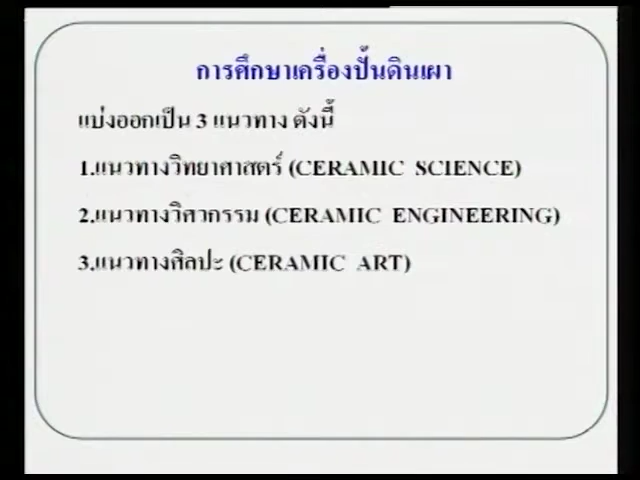 การศึกษาเครื่องปั้นดินเผา
แบ่งออกเป็น 3 แนวทาง ดังนี้
1.แนวทางวิทยาศาสตร์ (CERAMIC SCIENCE)
2.แนวทางวิศวกรรม (CERAMIC ENGINEERING)
3.แนวทางศิลปะ (CERAMIC ART)